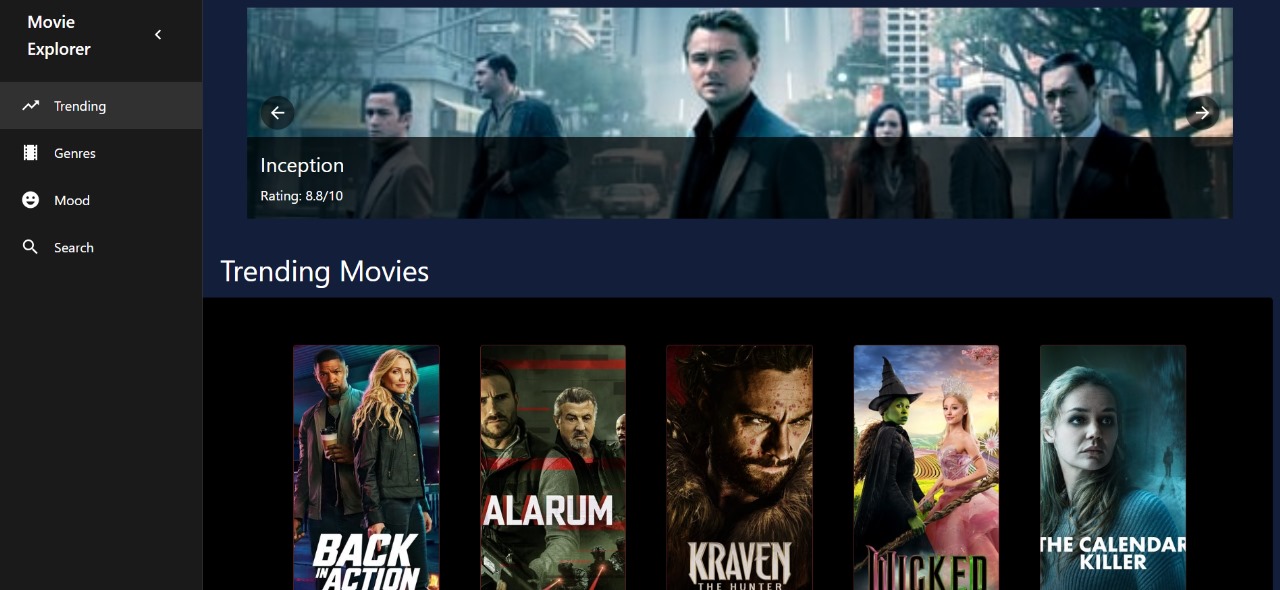 Movie
Explorer
Trending
Genres
Mood
Search
Inception
Rating: 8.8/10
Trending Movies
BACK
IN ACTION
ALARUM
KRAVEN
THE HUNTER
WICKED
THE CALENDAR
KILLER